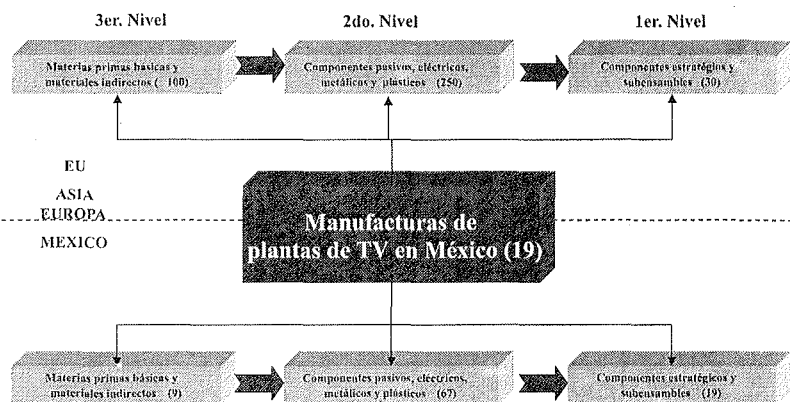 3er. Nivel
2do. Nivel
1er. Nivel
Materias primas básicas y
materiales indirectos ( 100)
Componentes pasivos, eléctricos,
metálicos y plásticos (250)
Componentes estratégios y
subensambles (30)
EU
ASIA
EUROPA
MEXICO
Manufacturas de
plantas de TV en México (19)
Materias primas básicas y
materiales indirectos (9)
Componentes pasivos, eléctricos,
metálicos y plásticos (67)
Componentes estratégicos y
subensambles (19)